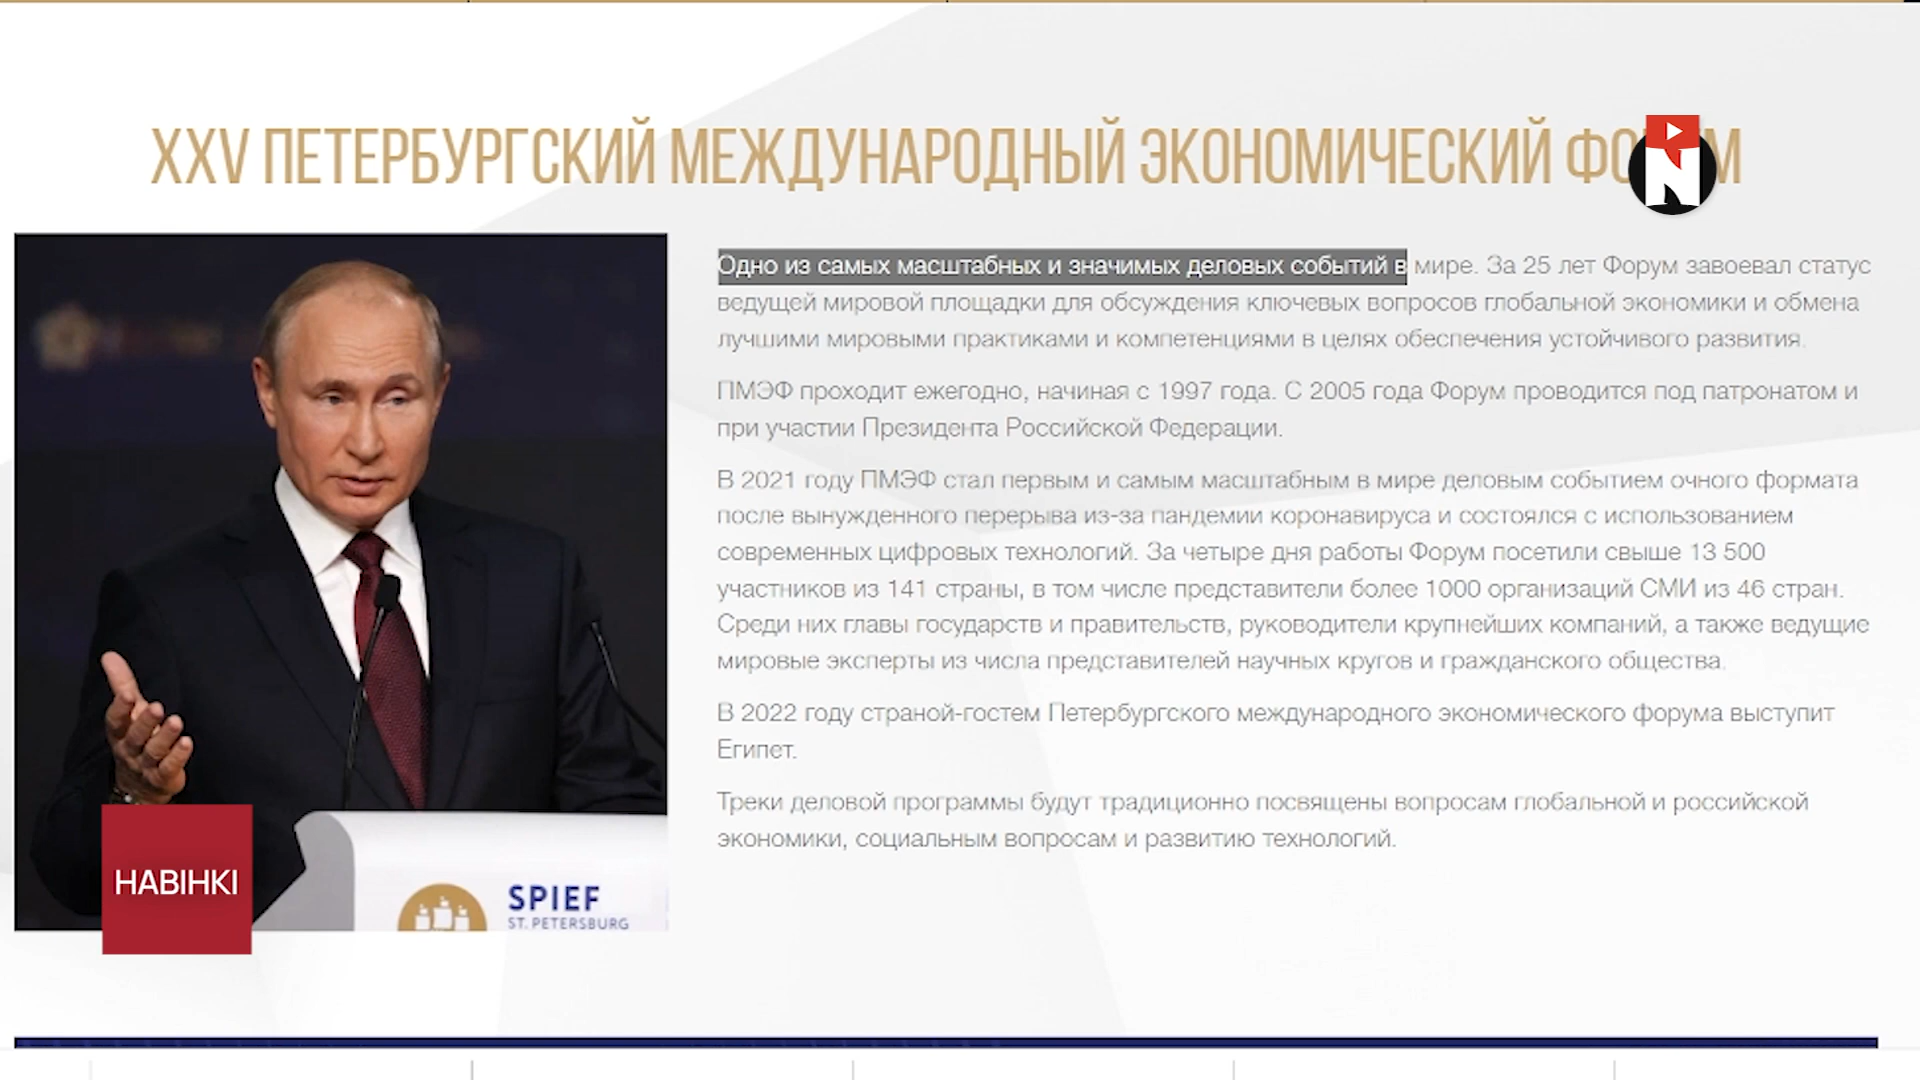 XXV ПЕТЕРБУРГСКИЙ МЕЖДУНАРОДНЫЙ ЭКОНОМИЧЕСКИЙ
N
Одно из самых масштабных и значимых деловых событий в мире. За 25 лет Форум завоевал статус
ведущей мировой площадки для обсуждения ключевых вопросов глобальной экономики и обмена
лучшими мировыми практиками и компетенциями в целях обеспечения устойчивого развития.
ПМЭФ проходит ежегодно, начиная с 1997 года. С 2005 года Форум проводится под патронатом и
при участии Президента Российской Федерации.
В 2021 году ПМЭФ стал первым и самым масштабным в мире деловым событием очного формата
после вынужденного перерыва из-за пандемии коронавируса и состоялся с использованием
современных цифровых технологий. За четыре дня работы Форум посетили свыше 13 500
участников из 141 страны, в том числе представители более 1000 организаций СМИ из 46 стран.
Среди них главы государств и правительств, руководители крупнейших компаний, а также ведущие
мировые эксперты из числа представителей научных кругов и гражданского общества.
В 2022 году страной-гостем Петербургского международного экономического форума выступит
Египет.
Треки деловой программы будут традиционно посвящены вопросам глобальной и российской
экономики, социальным вопросам и развитию технологий.
НАВІНКІ
SPIEF
ST. PETERSBURG